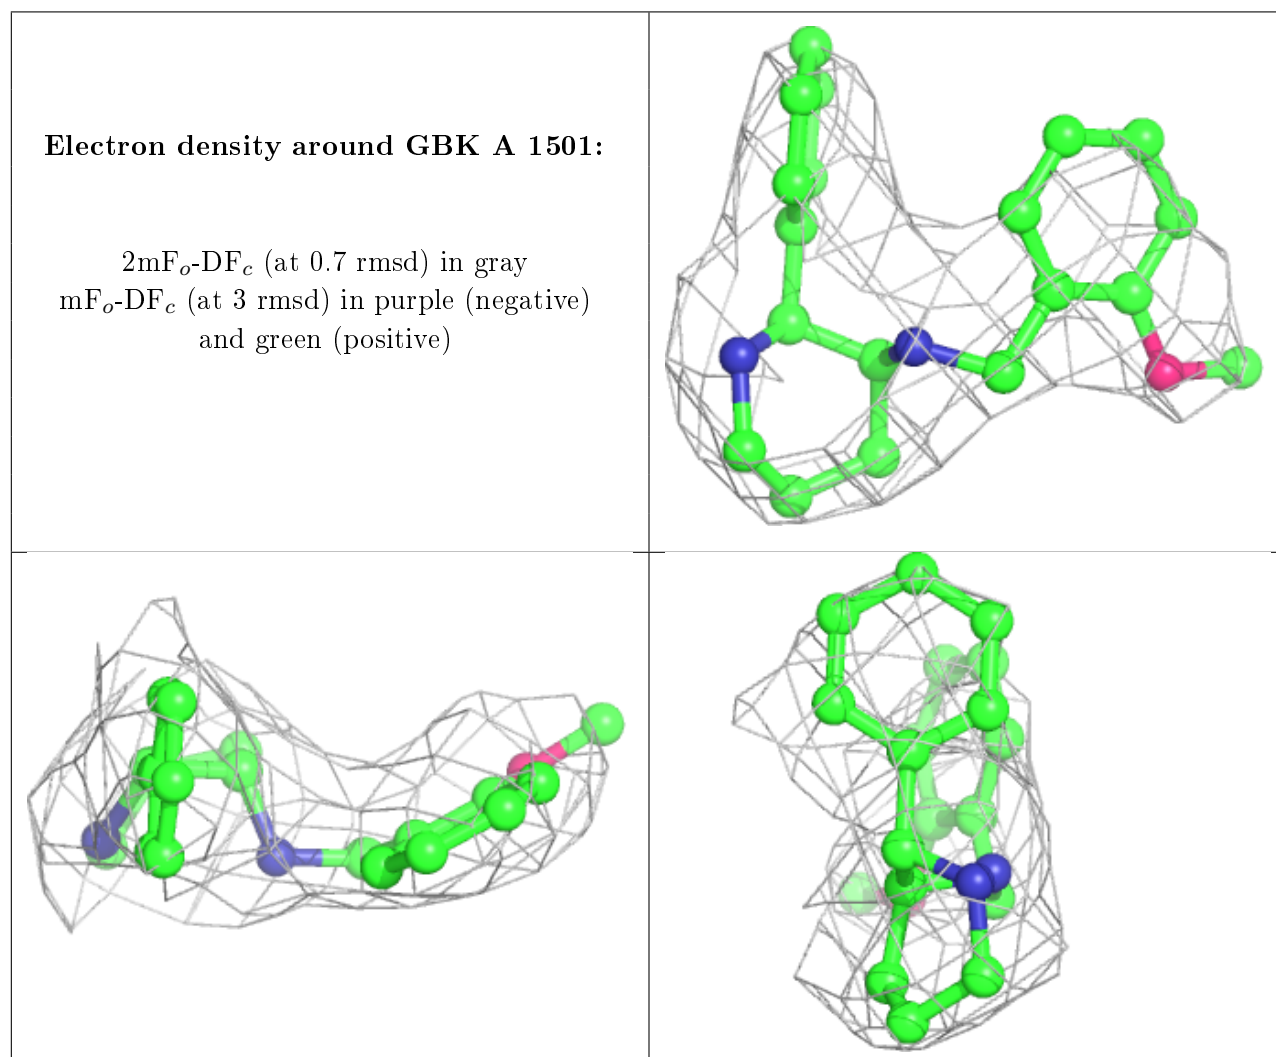 Electron density around GBK A 1501:
2mFo-DFc (at 0.7 rmsd) in gray
mFo-DFc (at 3 rmsd) in purple (negative)
and green (positive)